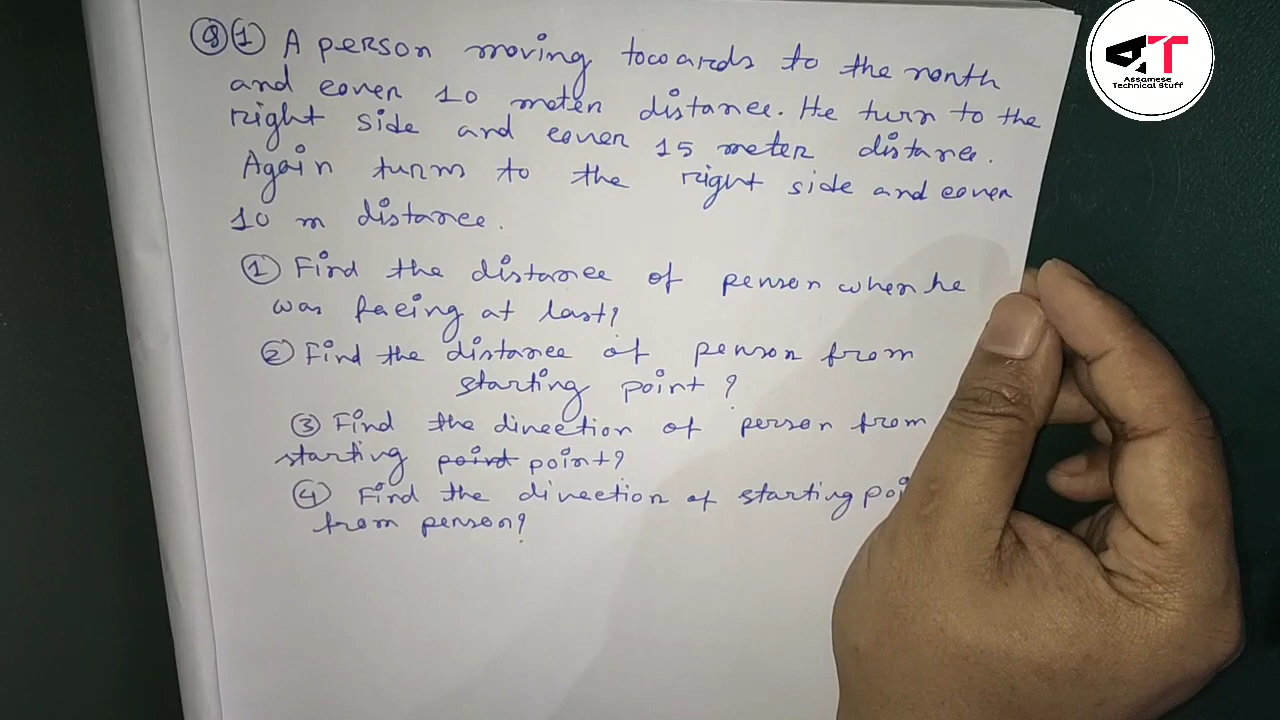 Q 1 A person moving towards to the north
and cover 10 meter distance. He turn to the
right side and cover 15 meter distance.
Again turns to the right side and cover
10 m distance.
1 Find the distance of person when he
was facing at last?
2 Find the distance of person from
starting point?
3 Find the direction of person from
starting point point?
4 Find the direction of starting poi
from person?
AT
Assamese
Technical Stuff